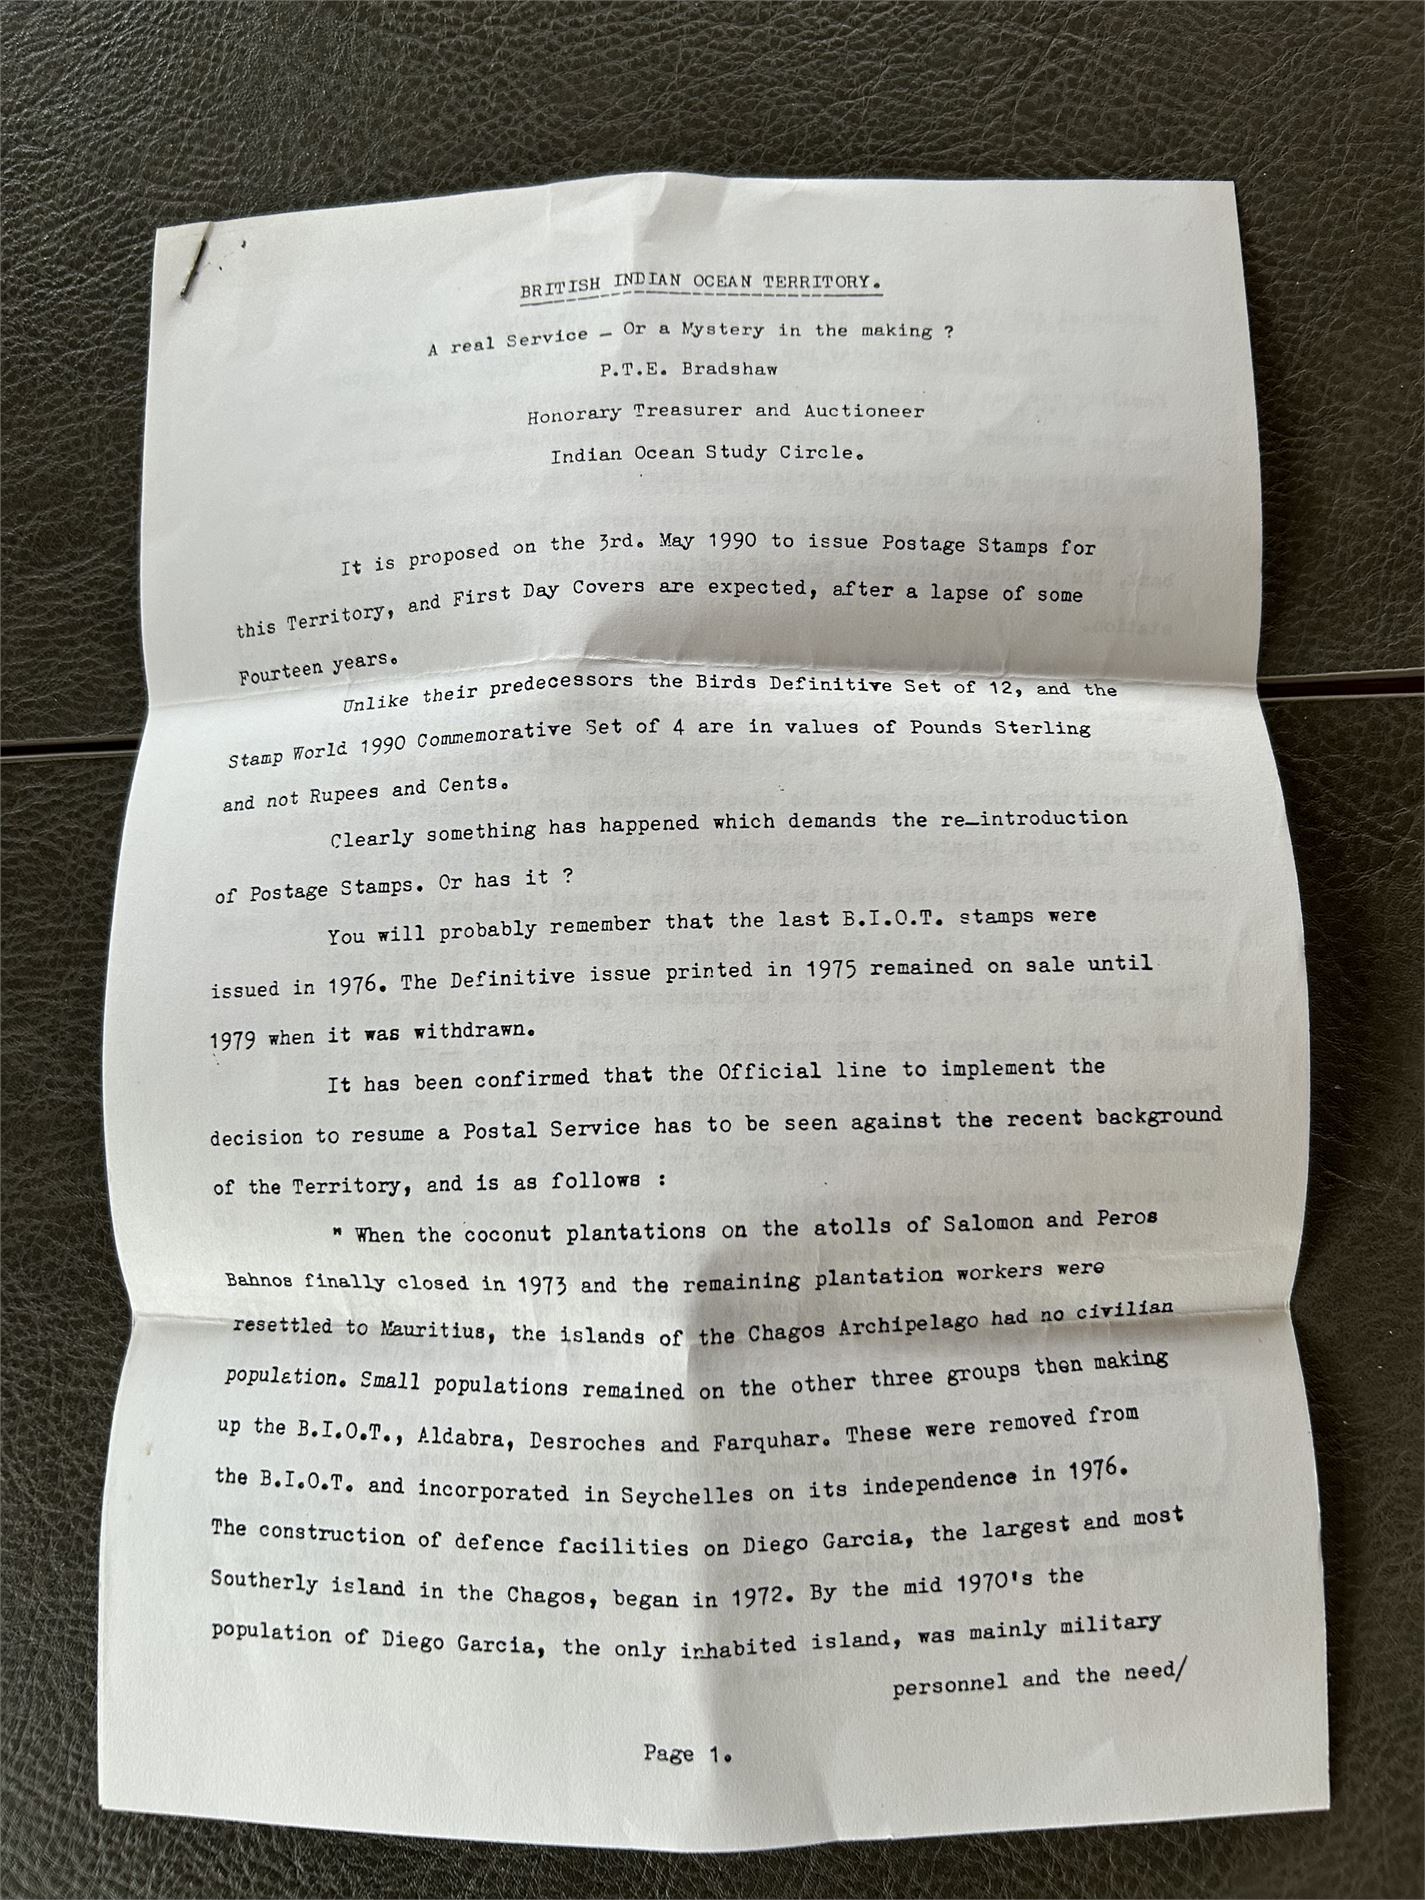 BRITISH INDIAN OCEAN TERRITORY.
A real Service - Or a Mystery in the making ?
P.T.E. Bradshaw
Honorary Treasurer and Auctioneer
Indian Ocean Study Circle.
It is proposed on the 3rd. May 1990 to issue Postage Stamps for
this Territory, and First Day Covers are expected, after a lapse of some
Fourteen years.
Unlike their predecessors the Birds Definitive Set of 12, and the
Stamp World 1990 Commemorative Set of 4 are in values of Pounds Sterling
and not Rupees and Cents.
Clearly something has happened which demands the re-introduction
of Postage Stamps. Or has it ?
You will probably remember that the last B.I.O.T. stamps were
issued in 1976. The Definitive issue printed in 1975 remained on sale until
1979 when it was withdrawn.
It has been confirmed that the Official line to implement the
decision to resume a Postal Service has to be seen against the recent background
of the Territory, and is as follows :
" When the coconut plantations on the atolls of Salomon and Peros
Bahnos finally closed in 1973 and the remaining plantation workers were
resettled to Mauritius, the islands of the Chagos Archipelago had no civilian
population. Small populations remained on the other three groups then making
up the B.I.O.T., Aldabra, Desroches and Farquhar. These were removed from
the B.I.O.T. and incorporated in Seychelles on its independence in 1976.
The construction of defence facilities on Diego Garcia, the largest and most
Southerly island in the Chagos, began in 1972. By the mid 1970's the
population of Diego Garcia, the only inhabited island, was mainly military
personnel and the need/
Page 1.